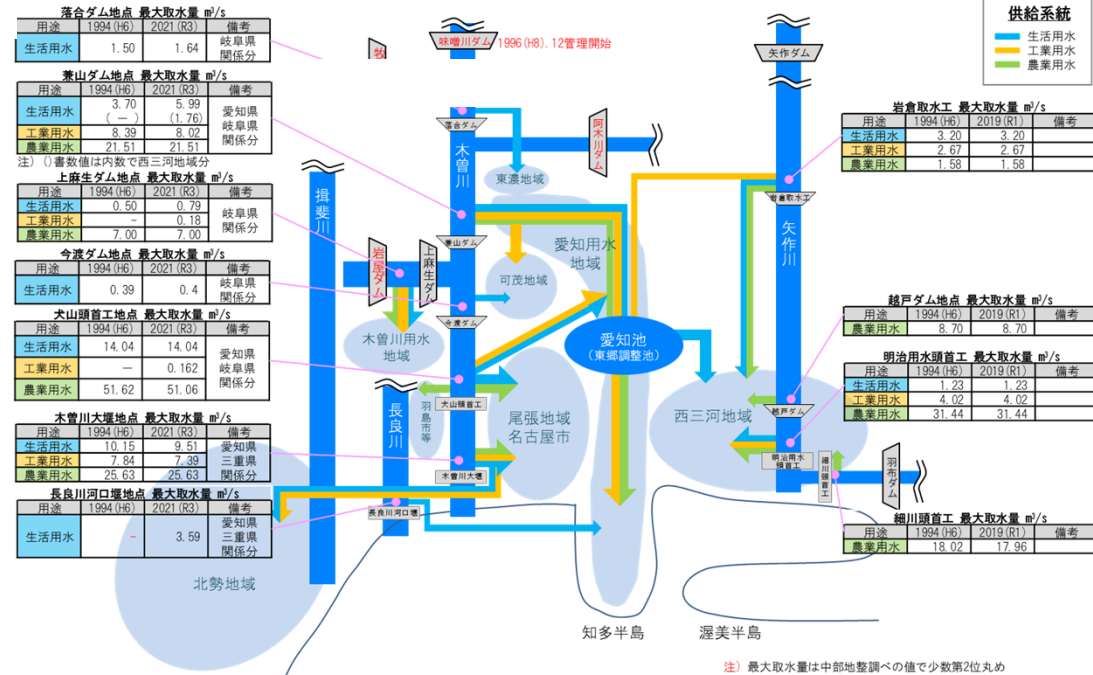 落合ダム地点 最大取水量 m³/s
用途 1994(H6) 2021(R3) 備考
生活用水 1.50 1.64 岐阜県
関係分
兼山ダム地点 最大取水量 m³/s
用途 1994(H6) 2021(R3) 備考
生活用水 3.70 5.99 愛知県
(－) (1.76) 岐阜県
工業用水 8.39 8.02 関係分
農業用水 21.51 21.51
注) ()書数値は内数で西三河地域分
上麻生ダム地点 最大取水量 m³/s
用途 1994(H6) 2021(R3) 備考
生活用水 0.50 0.79 岐阜県
工業用水 - 0.18 関係分
農業用水 7.00 7.00
今渡ダム地点 最大取水量 m³/s
用途 1994(H6) 2021(R3) 備考
生活用水 0.39 0.4 岐阜県
関係分
犬山頭首工地点 最大取水量 m³/s
用途 1994(H6) 2021(R3) 備考
生活用水 14.04 14.04 愛知県
工業用水 － 0.162 岐阜県
農業用水 51.62 51.06 関係分
木曽川大堰地点 最大取水量 m³/s
用途 1994(H6) 2021(R3) 備考
生活用水 10.15 9.51 愛知県
工業用水 7.84 7.39 三重県
農業用水 25.63 25.63 関係分
長良川河口堰地点 最大取水量 m³/s
用途 1994(H6) 2021(R3) 備考
生活用水 - 3.59 愛知県
三重県
関係分
牧
味噌川ダム 1996(H8).12管理開始
落合ダム
木曽川
阿木川ダム
東濃地域
揖斐川
兼山ダム
愛知用水
地域
岩屋ダム
上麻生ダム
可茂地域
今渡ダム
木曽川用水
地域
愛知池
(東郷調整池)
長良川
羽島市等
犬山頭首工
尾張地域
名古屋市
木曽川大堰
長良川河口堰
北勢地域
知多半島
渥美半島
供給系統
生活用水
工業用水
農業用水
矢作ダム
岩倉取水工 最大取水量 m³/s
用途 1994(H6) 2019(R1) 備考
生活用水 3.20 3.20
工業用水 2.67 2.67
農業用水 1.58 1.58
岩倉取水工
矢作川
越戸ダム地点 最大取水量 m³/s
用途 1994(H6) 2019(R1) 備考
農業用水 8.70 8.70
明治用水頭首工 最大取水量 m³/s
用途 1994(H6) 2019(R1) 備考
生活用水 1.23 1.23
工業用水 4.02 4.02
農業用水 31.44 31.44
西三河地域
越戸ダム
明治用水
頭首工
細川頭首工
羽布ダム
細川頭首工 最大取水量 m³/s
用途 1994(H6) 2019(R1) 備考
農業用水 18.02 17.96
注) 最大取水量は中部地整調べの値で少数第2位丸め